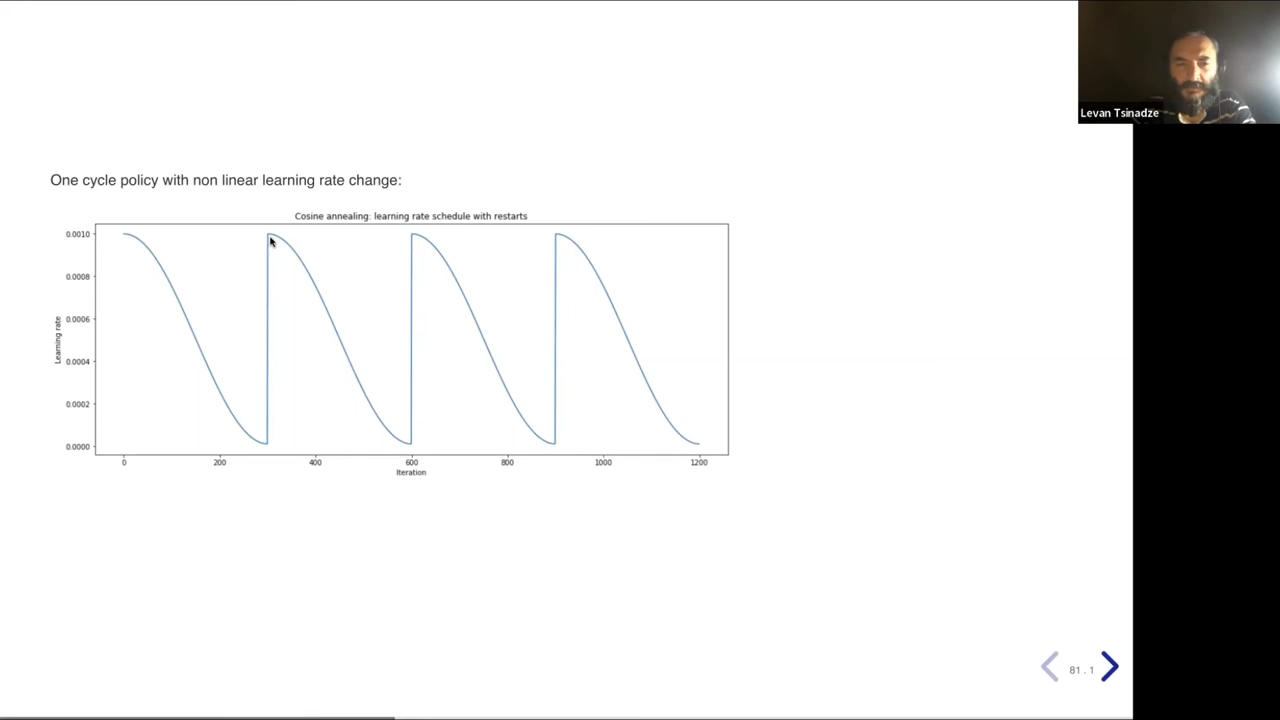 Levan Tsinadze
One cycle policy with non linear learning rate change:
Cosine annealing: learning rate schedule with restarts
0.0010
0.0008
0.0006
0.0004
0.0002
0.0000
Learning rate
0 200 400 600 800 1000 1200
Iteration
81 . 1